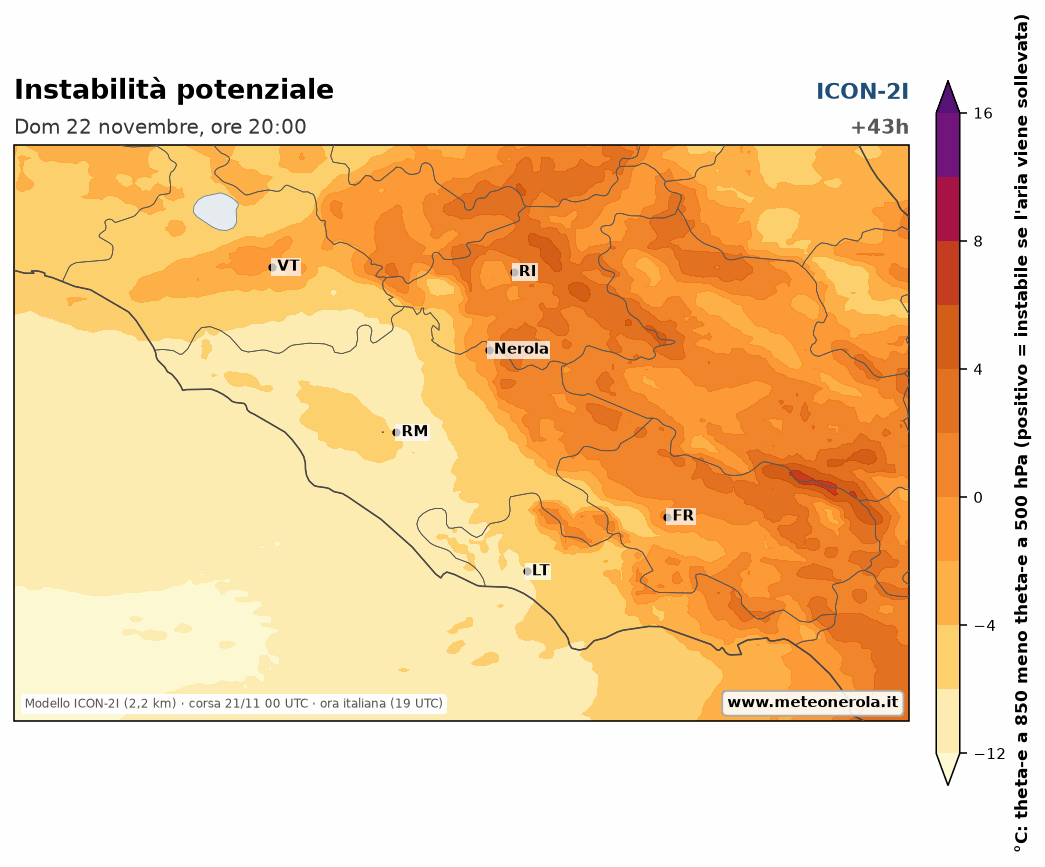 Instabilità potenziale
ICON-2I
Dom 22 novembre, ore 20:00
+43h
VT
RI
Nerola
RM
FR
LT
Modello ICON-2I (2,2 km) · corsa 21/11 00 UTC · ora italiana (19 UTC)
www.meteonerola.it
16
8
4
0
−4
−12
°C: theta-e a 850 meno theta-e a 500 hPa (positivo = instabile se l'aria viene sollevata)